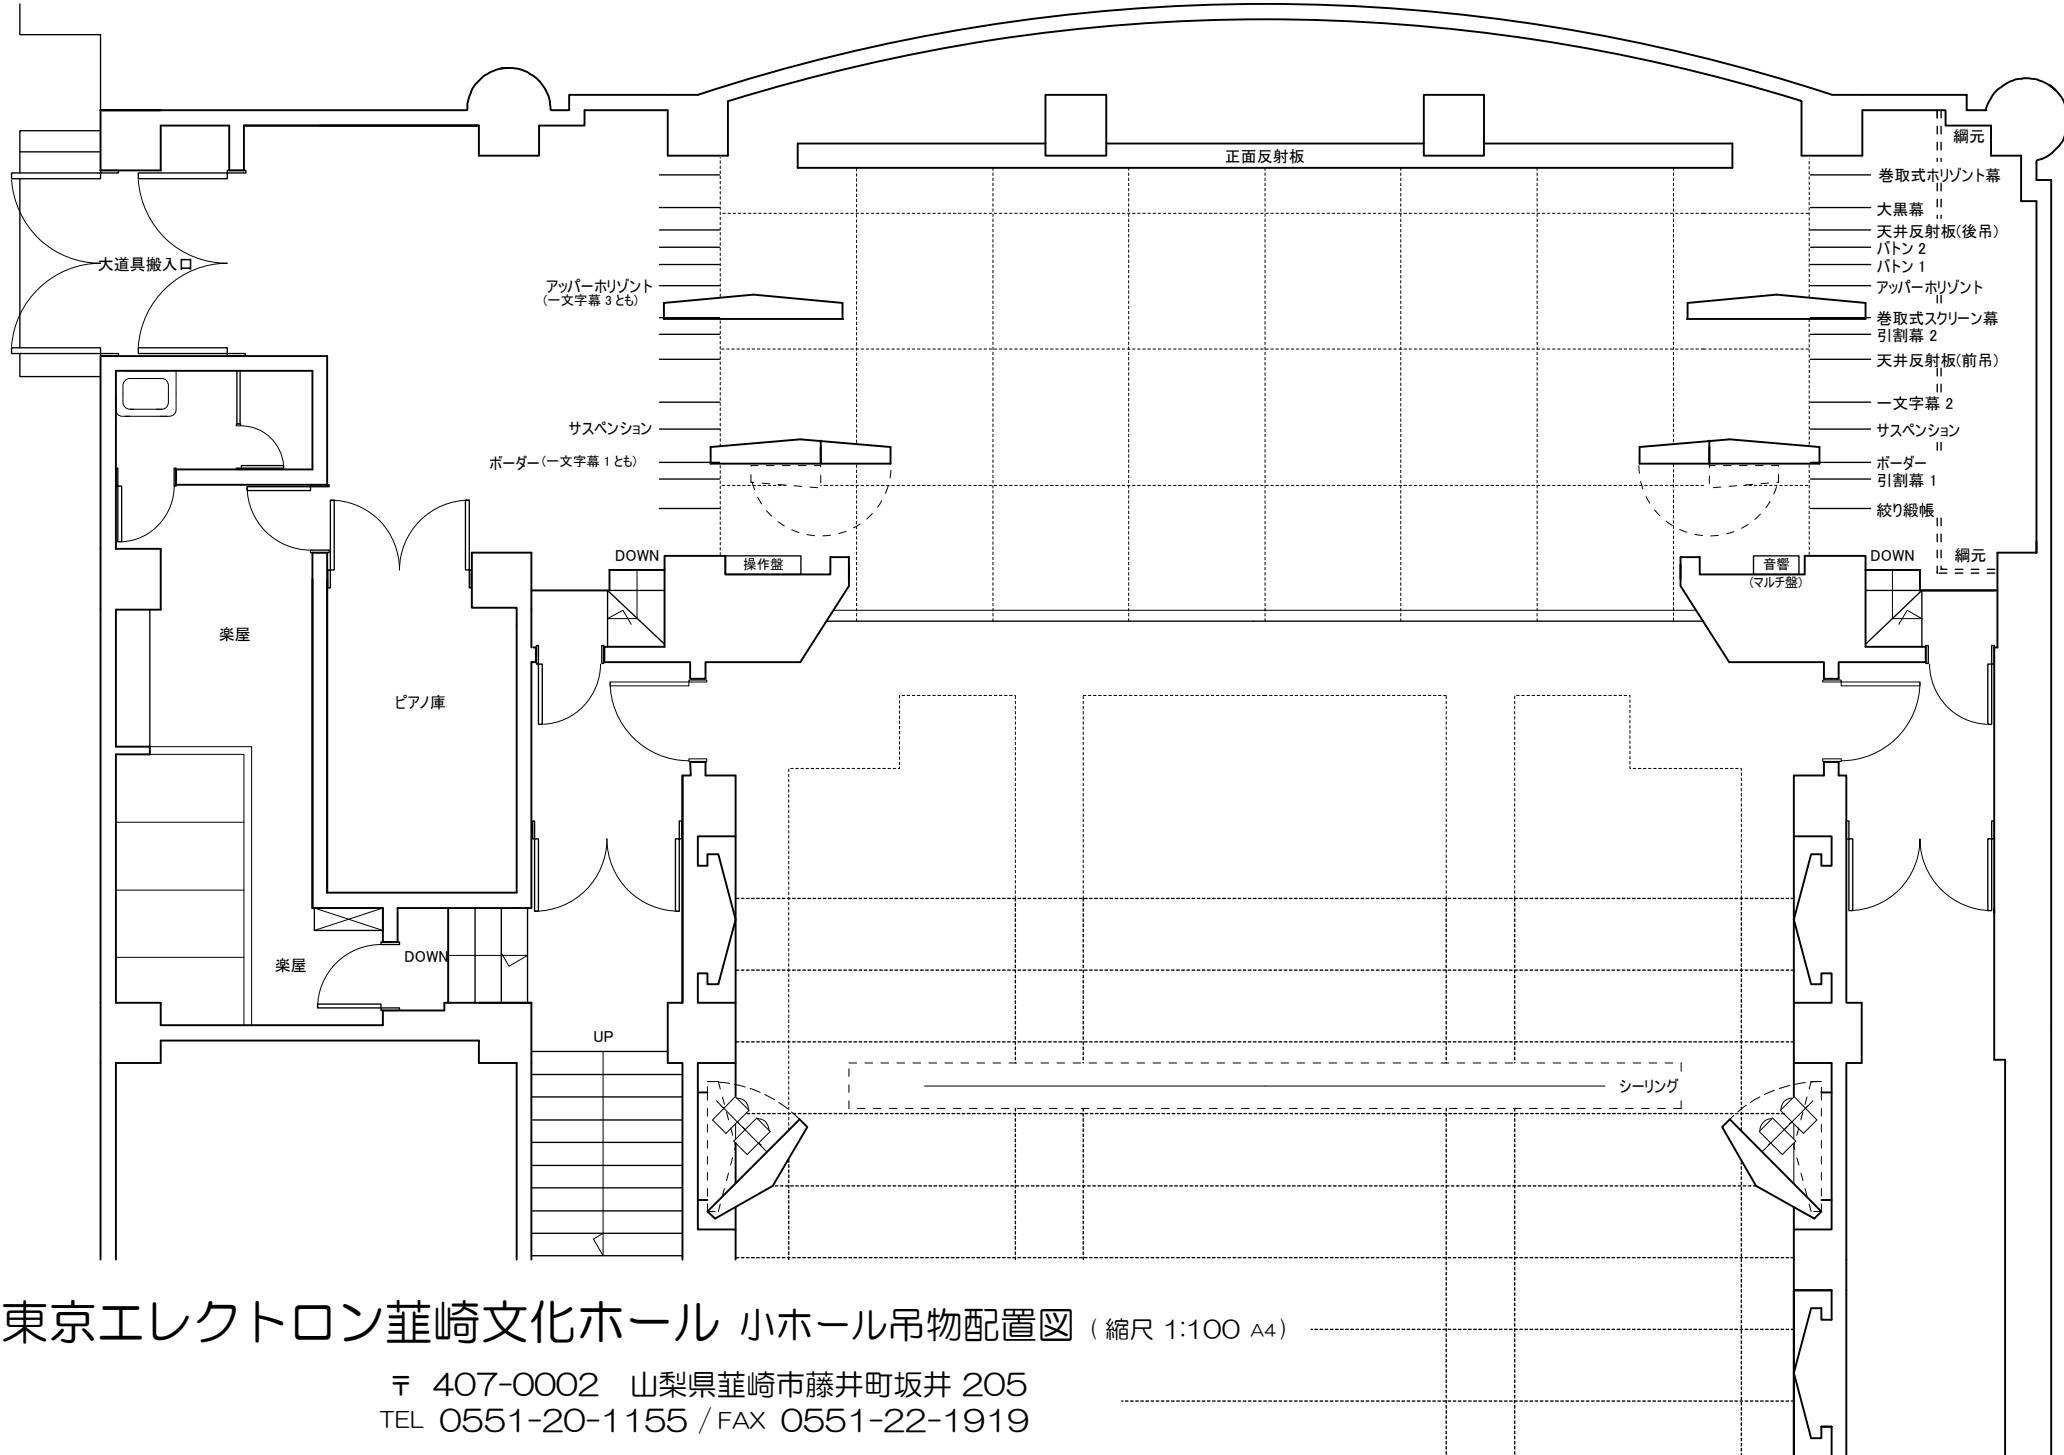 綱元
正面反射板
巻取式ホリゾント幕
大黒幕
天井反射板(後吊)
バトン 2
バトン 1
大道具搬入口
アッパーホリゾント
(一文字幕 3 とも)
アッパーホリゾント
巻取式スクリーン幕
引割幕 2
天井反射板(前吊)
一文字幕 2
サスペンション
サスペンション
ボーダー(一文字幕 1 とも)
ボーダー
引割幕 1
絞り緞帳
DOWN
操作盤
音響
(マルチ盤)
DOWN
綱元
楽屋
ピアノ庫
楽屋
DOWN
UP
シーリング
東京エレクトロン韮崎文化ホール 小ホール吊物配置図 (縮尺 1:100 A4)
〒 407-0002 山梨県韮崎市藤井町坂井 205
TEL 0551-20-1155 / FAX 0551-22-1919